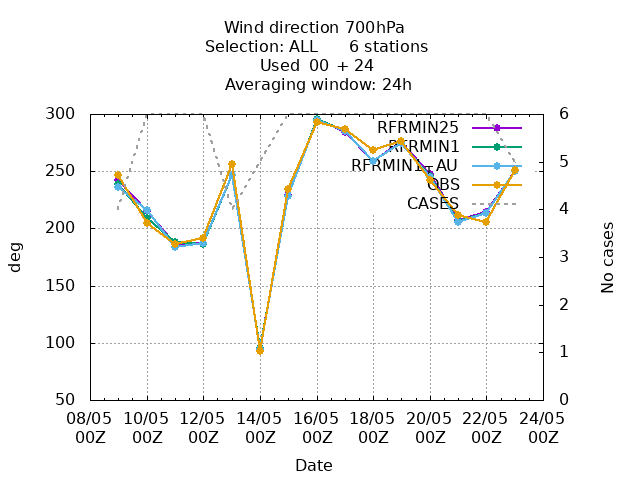 Wind direction 700hPa
Selection: ALL 6 stations
Used 00 + 24
Averaging window: 24h
RFRMIN25
RFRMIN1
RFRMIN1_AU
OBS
CASES
300
250
200
150
100
50
6
5
4
3
2
1
0
deg
No cases
08/05 10/05 12/05 14/05 16/05 18/05 20/05 22/05 24/05
00Z 00Z 00Z 00Z 00Z 00Z 00Z 00Z 00Z
Date